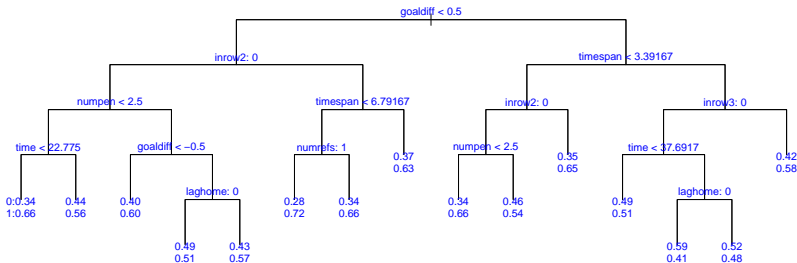 goaldiff < 0.5
inrow2: 0
timespan < 3.39167
numpen < 2.5
timespan < 6.79167
inrow2: 0
inrow3: 0
time < 22.775
goaldiff < −0.5
numrefs: 1
0.37
0.63
numpen < 2.5
0.35
0.65
time < 37.6917
0.42
0.58
0:0.34
1:0.66
0.44
0.56
0.40
0.60
laghome: 0
0.28
0.72
0.34
0.66
0.34
0.66
0.46
0.54
0.49
0.51
laghome: 0
0.49
0.51
0.43
0.57
0.59
0.41
0.52
0.48